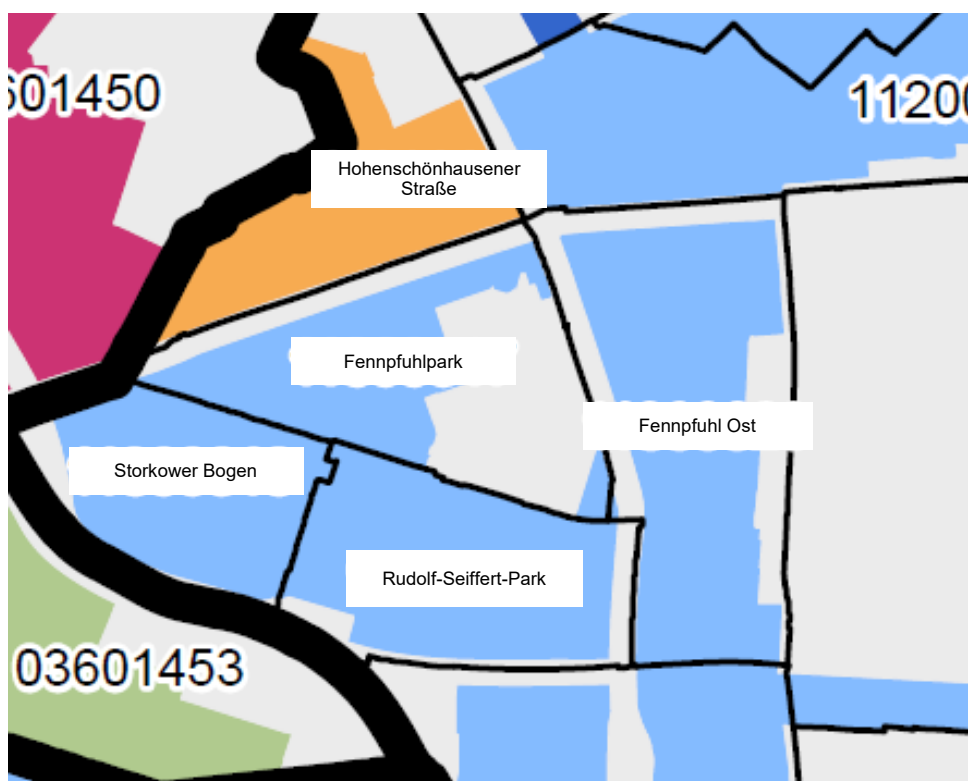 601450
11200
Hohenschönhausener
Straße
Fennpfuhlpark
Fennpfuhl Ost
Storkower Bogen
Rudolf-Seiffert-Park
03601453